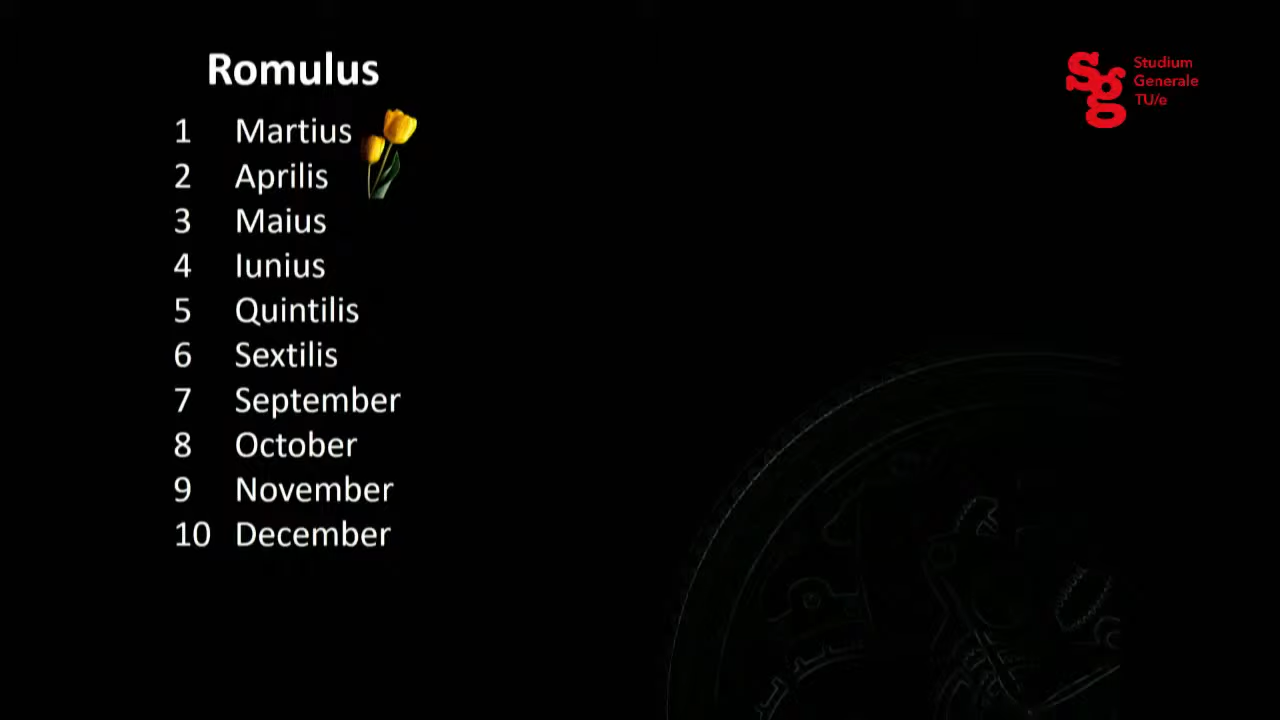 Romulus
1 Martius
2 Aprilis
3 Maius
4 Iunius
5 Quintilis
6 Sextilis
7 September
8 October
9 November
10 December
Sg
Studium
Generale
TU/e